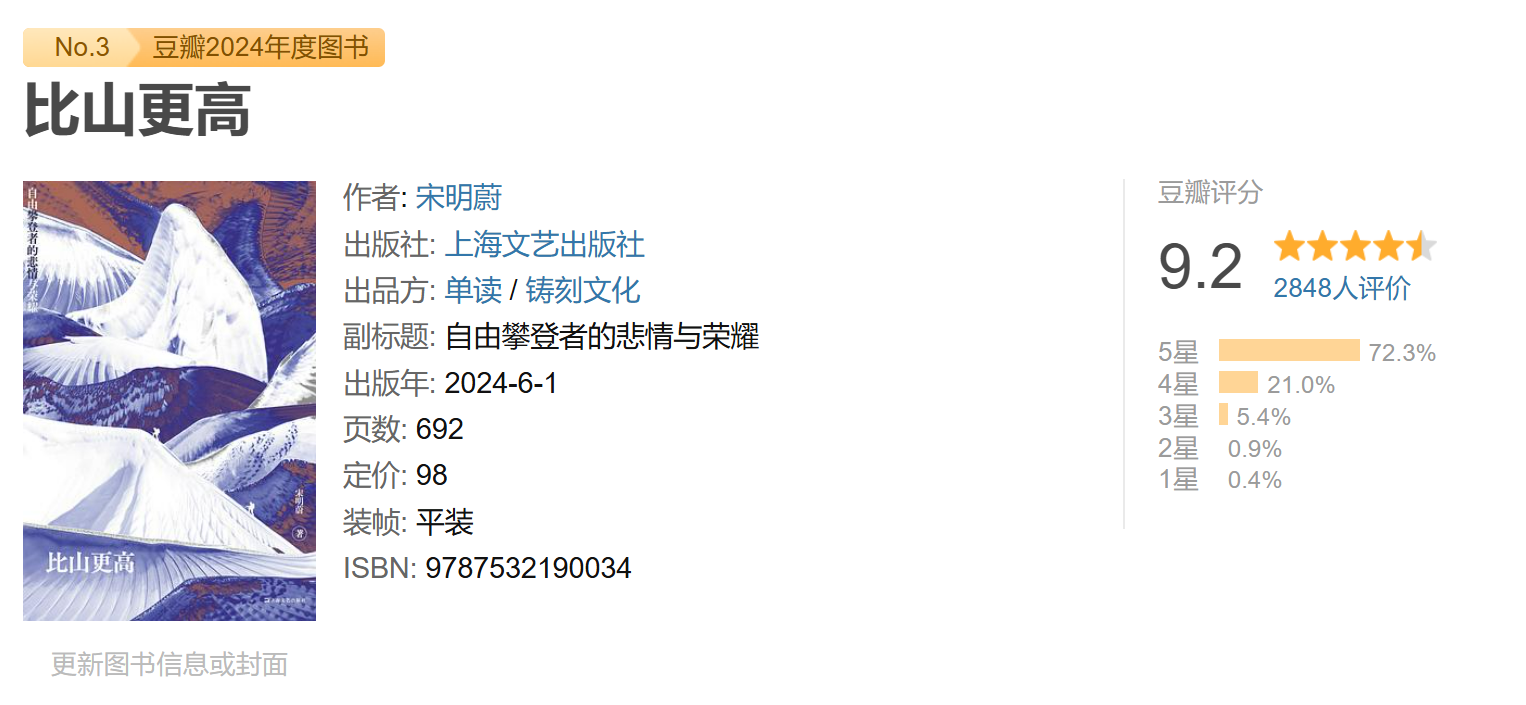 No.3 豆瓣2024年度图书
比山更高
自由攀登者的悲情与荣耀
宋明蔚
著
比山更高
作者: 宋明蔚
出版社: 上海文艺出版社
出品方: 单读 / 铸刻文化
副标题: 自由攀登者的悲情与荣耀
出版年: 2024-6-1
页数: 692
定价: 98
装帧: 平装
ISBN: 9787532190034
更新图书信息或封面
豆瓣评分
9.2
2848人评价
5星 72.3%
4星 21.0%
3星 5.4%
2星 0.9%
1星 0.4%